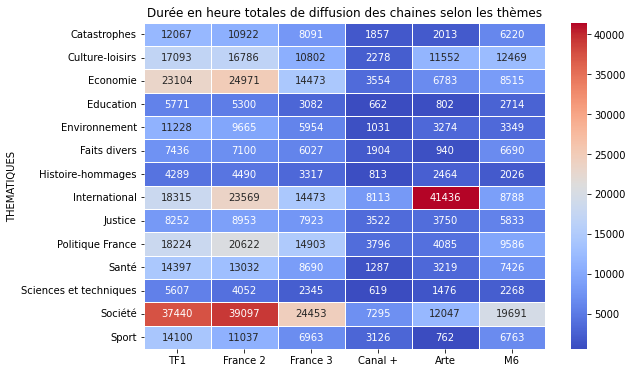 Durée en heure totales de diffusion des chaines selon les thèmes
THEMATIQUES
Catastrophes 12067 10922 8091 1857 2013 6220
Culture-loisirs 17093 16786 10802 2278 11552 12469
Economie 23104 24971 14473 3554 6783 8515
Education 5771 5300 3082 662 802 2714
Environnement 11228 9665 5954 1031 3274 3349
Faits divers 7436 7100 6027 1904 940 6690
Histoire-hommages 4289 4490 3317 813 2464 2026
International 18315 23569 14473 8113 41436 8788
Justice 8252 8953 7923 3522 3750 5833
Politique France 18224 20622 14903 3796 4085 9586
Santé 14397 13032 8690 1287 3219 7426
Sciences et techniques 5607 4052 2345 619 1476 2268
Société 37440 39097 24453 7295 12047 19691
Sport 14100 11037 6963 3126 762 6763
TF1 France 2 France 3 Canal + Arte M6
40000
35000
30000
25000
20000
15000
10000
5000